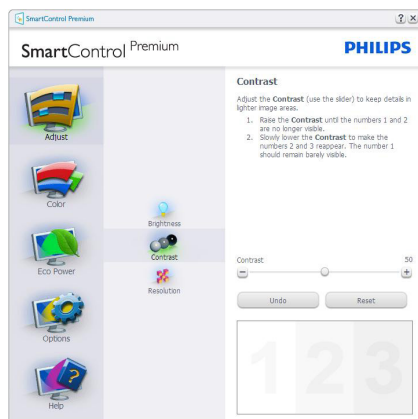 SmartControl Premium
SmartControl Premium
PHILIPS
Adjust
Color
Eco Power
Options
Help
Brightness
Contrast
Resolution
Contrast
Adjust the Contrast (use the slider) to keep details in
lighter image areas.
1. Raise the Contrast until the numbers 1 and 2
are no longer visible.
2. Slowly lower the Contrast to make the
numbers 2 and 3 reappear. The number 1
should remain barely visible.
Contrast 50
Undo Reset
1 2 3